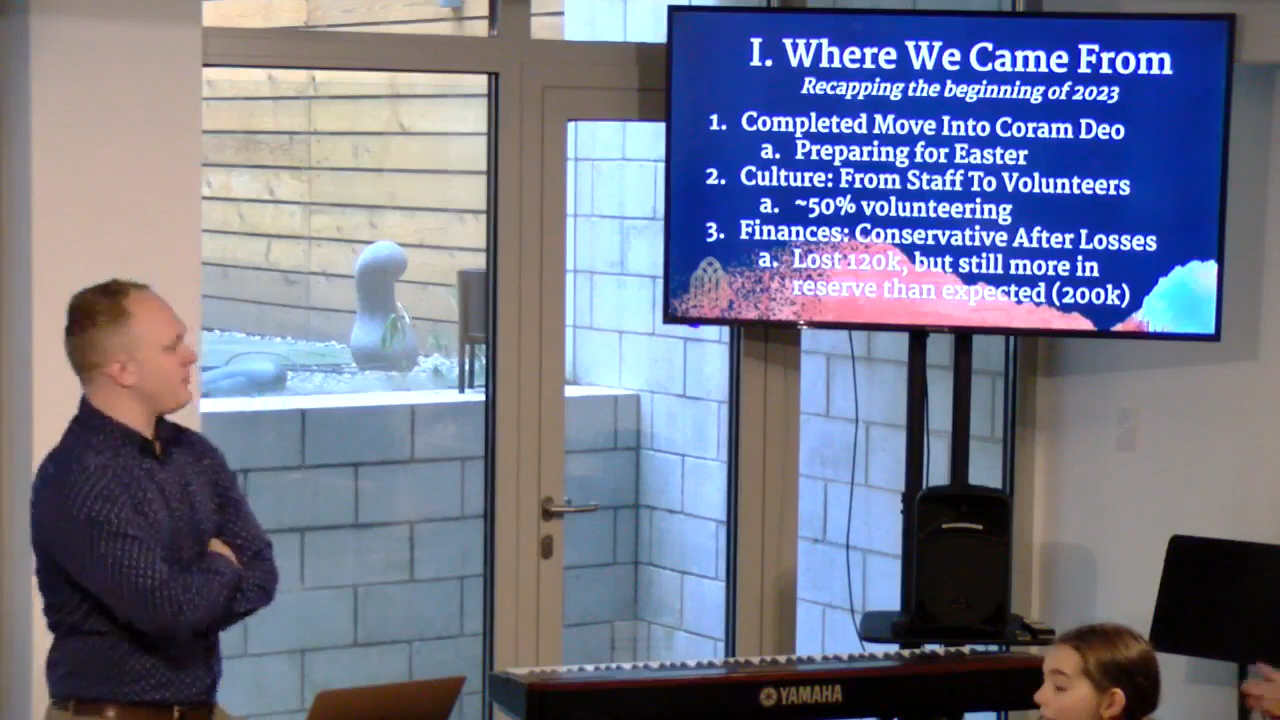 I. Where We Came From
Recapping the beginning of 2023
1. Completed Move Into Coram Deo
a. Preparing for Easter
2. Culture: From Staff To Volunteers
a. ~50% volunteering
3. Finances: Conservative After Losses
a. Lost 120k, but still more in
reserve than expected (200k)
YAMAHA